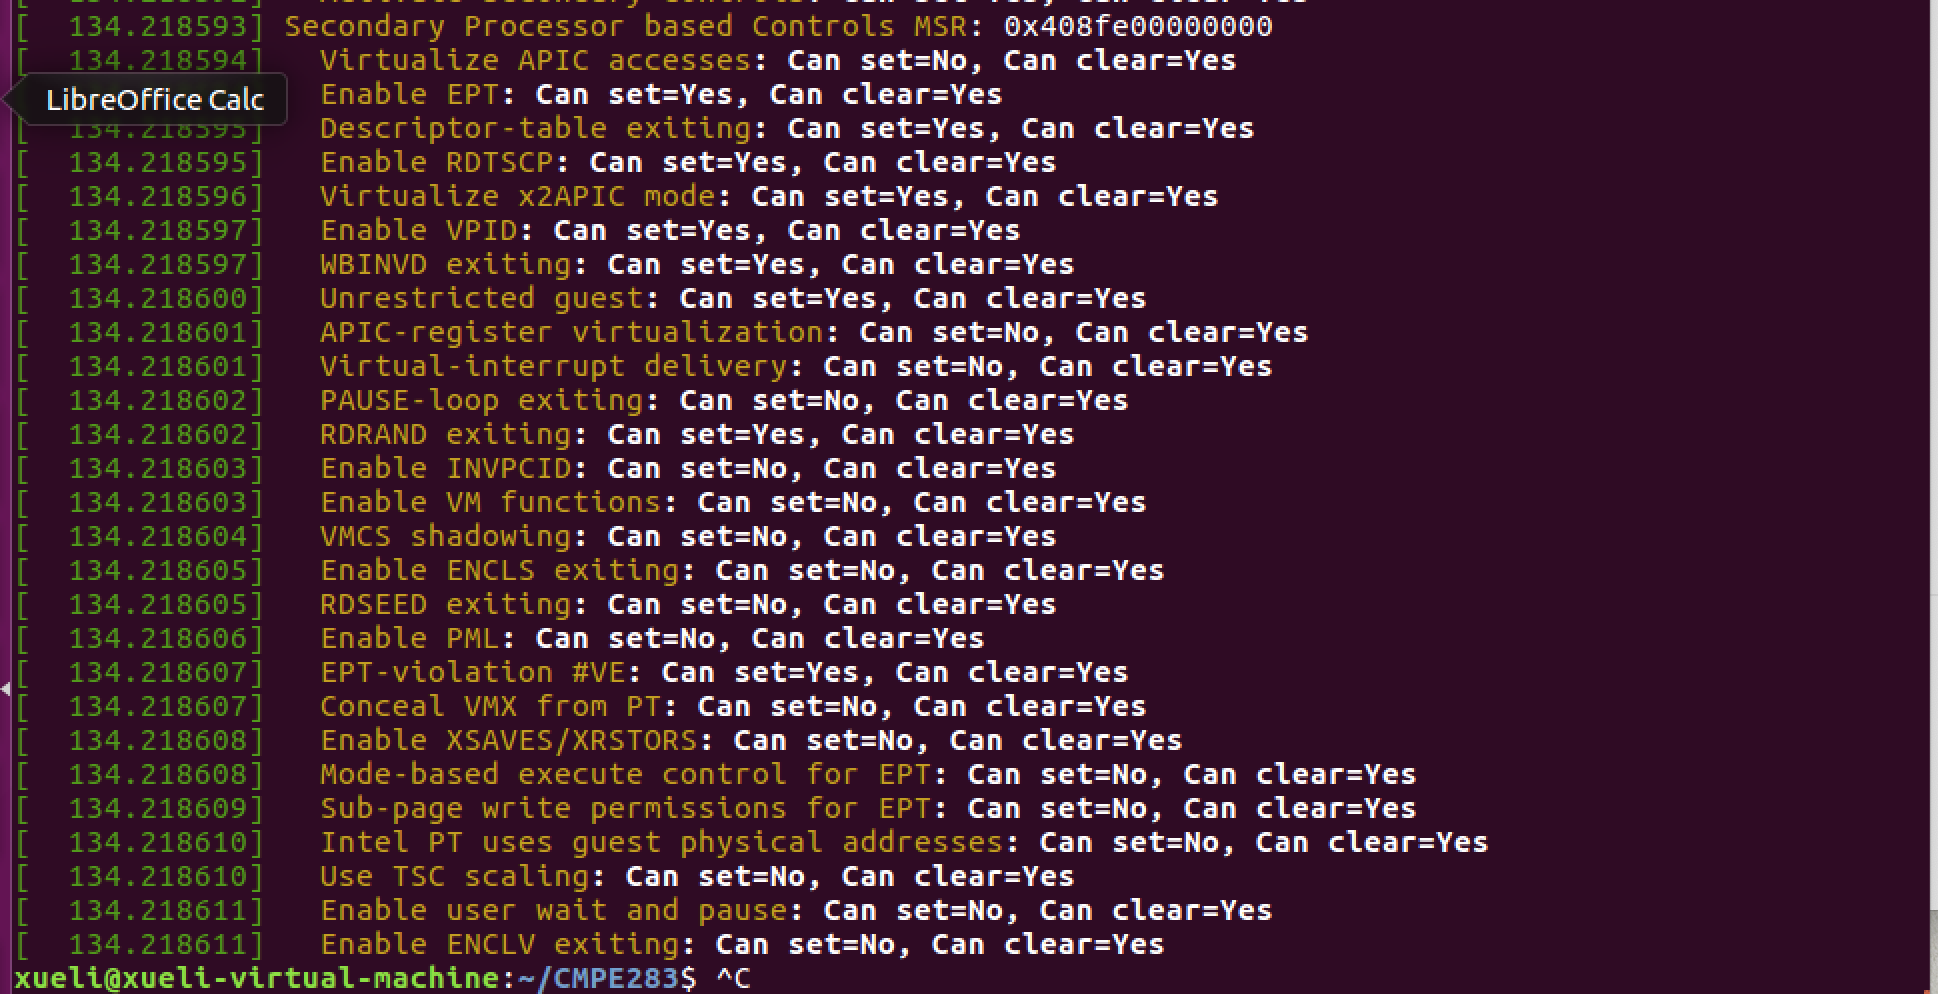 [  134.218593] Secondary Processor based Controls MSR: 0x408fe00000000
[  134.218594]   Virtualize APIC accesses: Can set=No, Can clear=Yes
LibreOffice Calc
Enable EPT: Can set=Yes, Can clear=Yes
[  134.218595]   Descriptor-table exiting: Can set=Yes, Can clear=Yes
[  134.218595]   Enable RDTSCP: Can set=Yes, Can clear=Yes
[  134.218596]   Virtualize x2APIC mode: Can set=Yes, Can clear=Yes
[  134.218597]   Enable VPID: Can set=Yes, Can clear=Yes
[  134.218597]   WBINVD exiting: Can set=Yes, Can clear=Yes
[  134.218600]   Unrestricted guest: Can set=Yes, Can clear=Yes
[  134.218601]   APIC-register virtualization: Can set=No, Can clear=Yes
[  134.218601]   Virtual-interrupt delivery: Can set=No, Can clear=Yes
[  134.218602]   PAUSE-loop exiting: Can set=No, Can clear=Yes
[  134.218602]   RDRAND exiting: Can set=Yes, Can clear=Yes
[  134.218603]   Enable INVPCID: Can set=No, Can clear=Yes
[  134.218603]   Enable VM functions: Can set=No, Can clear=Yes
[  134.218604]   VMCS shadowing: Can set=No, Can clear=Yes
[  134.218605]   Enable ENCLS exiting: Can set=No, Can clear=Yes
[  134.218605]   RDSEED exiting: Can set=No, Can clear=Yes
[  134.218606]   Enable PML: Can set=No, Can clear=Yes
[  134.218607]   EPT-violation #VE: Can set=Yes, Can clear=Yes
[  134.218607]   Conceal VMX from PT: Can set=No, Can clear=Yes
[  134.218608]   Enable XSAVES/XRSTORS: Can set=No, Can clear=Yes
[  134.218608]   Mode-based execute control for EPT: Can set=No, Can clear=Yes
[  134.218609]   Sub-page write permissions for EPT: Can set=No, Can clear=Yes
[  134.218610]   Intel PT uses guest physical addresses: Can set=No, Can clear=Yes
[  134.218610]   Use TSC scaling: Can set=No, Can clear=Yes
[  134.218611]   Enable user wait and pause: Can set=No, Can clear=Yes
[  134.218611]   Enable ENCLV exiting: Can set=No, Can clear=Yes
xueli@xueli-virtual-machine:~/CMPE283$ ^C